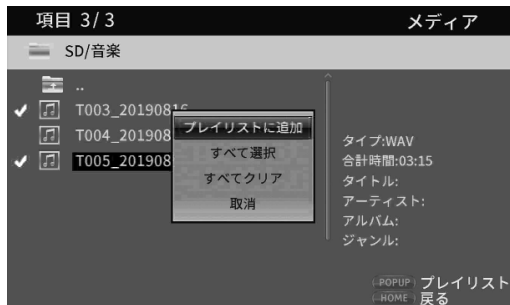 項目 3/3
メディア
SD/音楽
..
T003_20190816
T004_201908
T005_201908
プレイリストに追加
すべて選択
すべてクリア
取消
タイプ:WAV
合計時間:03:15
タイトル:
アーティスト:
アルバム:
ジャンル:
POPUP プレイリスト
HOME 戻る